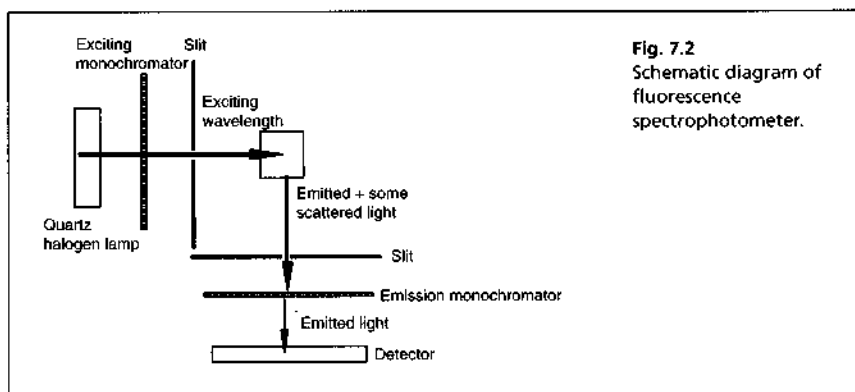 Exciting
monochromator
Slit
Exciting
wavelength
Quartz
halogen lamp
Emitted + some
scattered light
Slit
Emission monochromator
Emitted light
Detector
Fig. 7.2
Schematic diagram of
fluorescence
spectrophotometer.